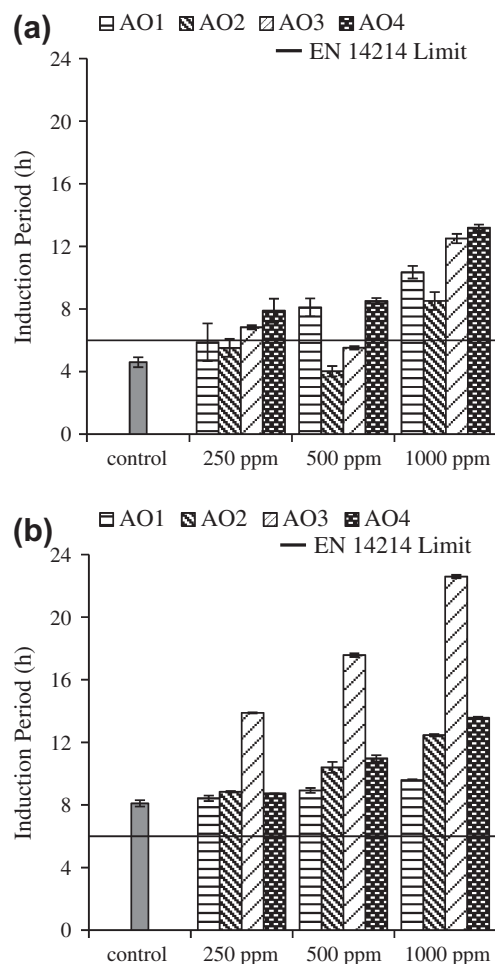 (a)
AO1 AO2 AO3 AO4
EN 14214 Limit
24
20
16
12
8
4
0
Induction Period (h)
control 250 ppm 500 ppm 1000 ppm
(b)
AO1 AO2 AO3 AO4
EN 14214 Limit
24
20
16
12
8
4
0
Induction Period (h)
control 250 ppm 500 ppm 1000 ppm